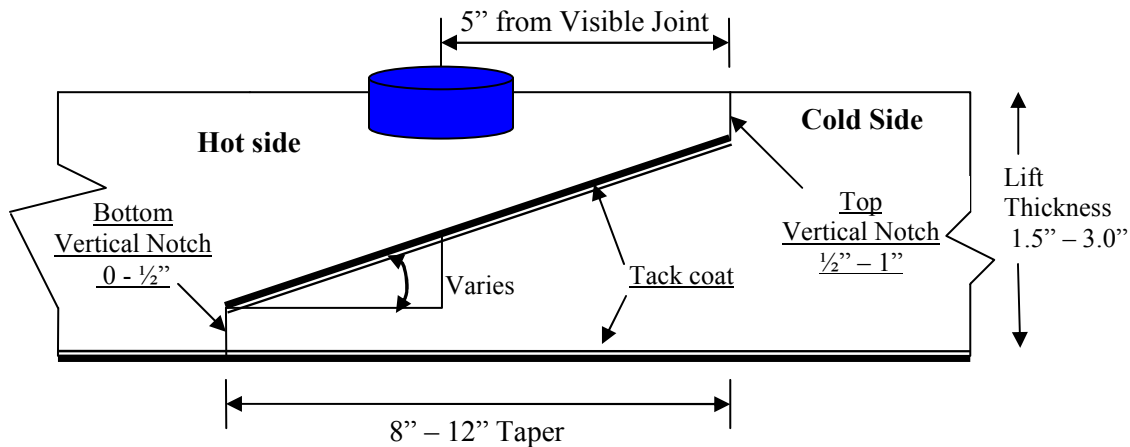 5” from Visible Joint
Hot side
Cold Side
Bottom
Vertical Notch
0 - ½”
Varies
Tack coat
Top
Vertical Notch
½” – 1”
Lift
Thickness
1.5” – 3.0”
8” – 12” Taper